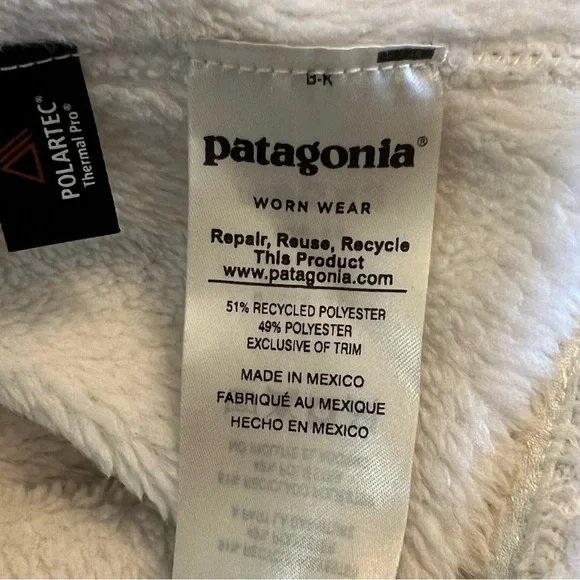 POLARTEC®
Thermal Pro®
B-K
patagonia®
WORN WEAR
Repair, Reuse, Recycle
This Product
www.patagonia.com
51% RECYCLED POLYESTER
49% POLYESTER
EXCLUSIVE OF TRIM
MADE IN MEXICO
FABRIQUÉ AU MEXIQUE
HECHO EN MEXICO